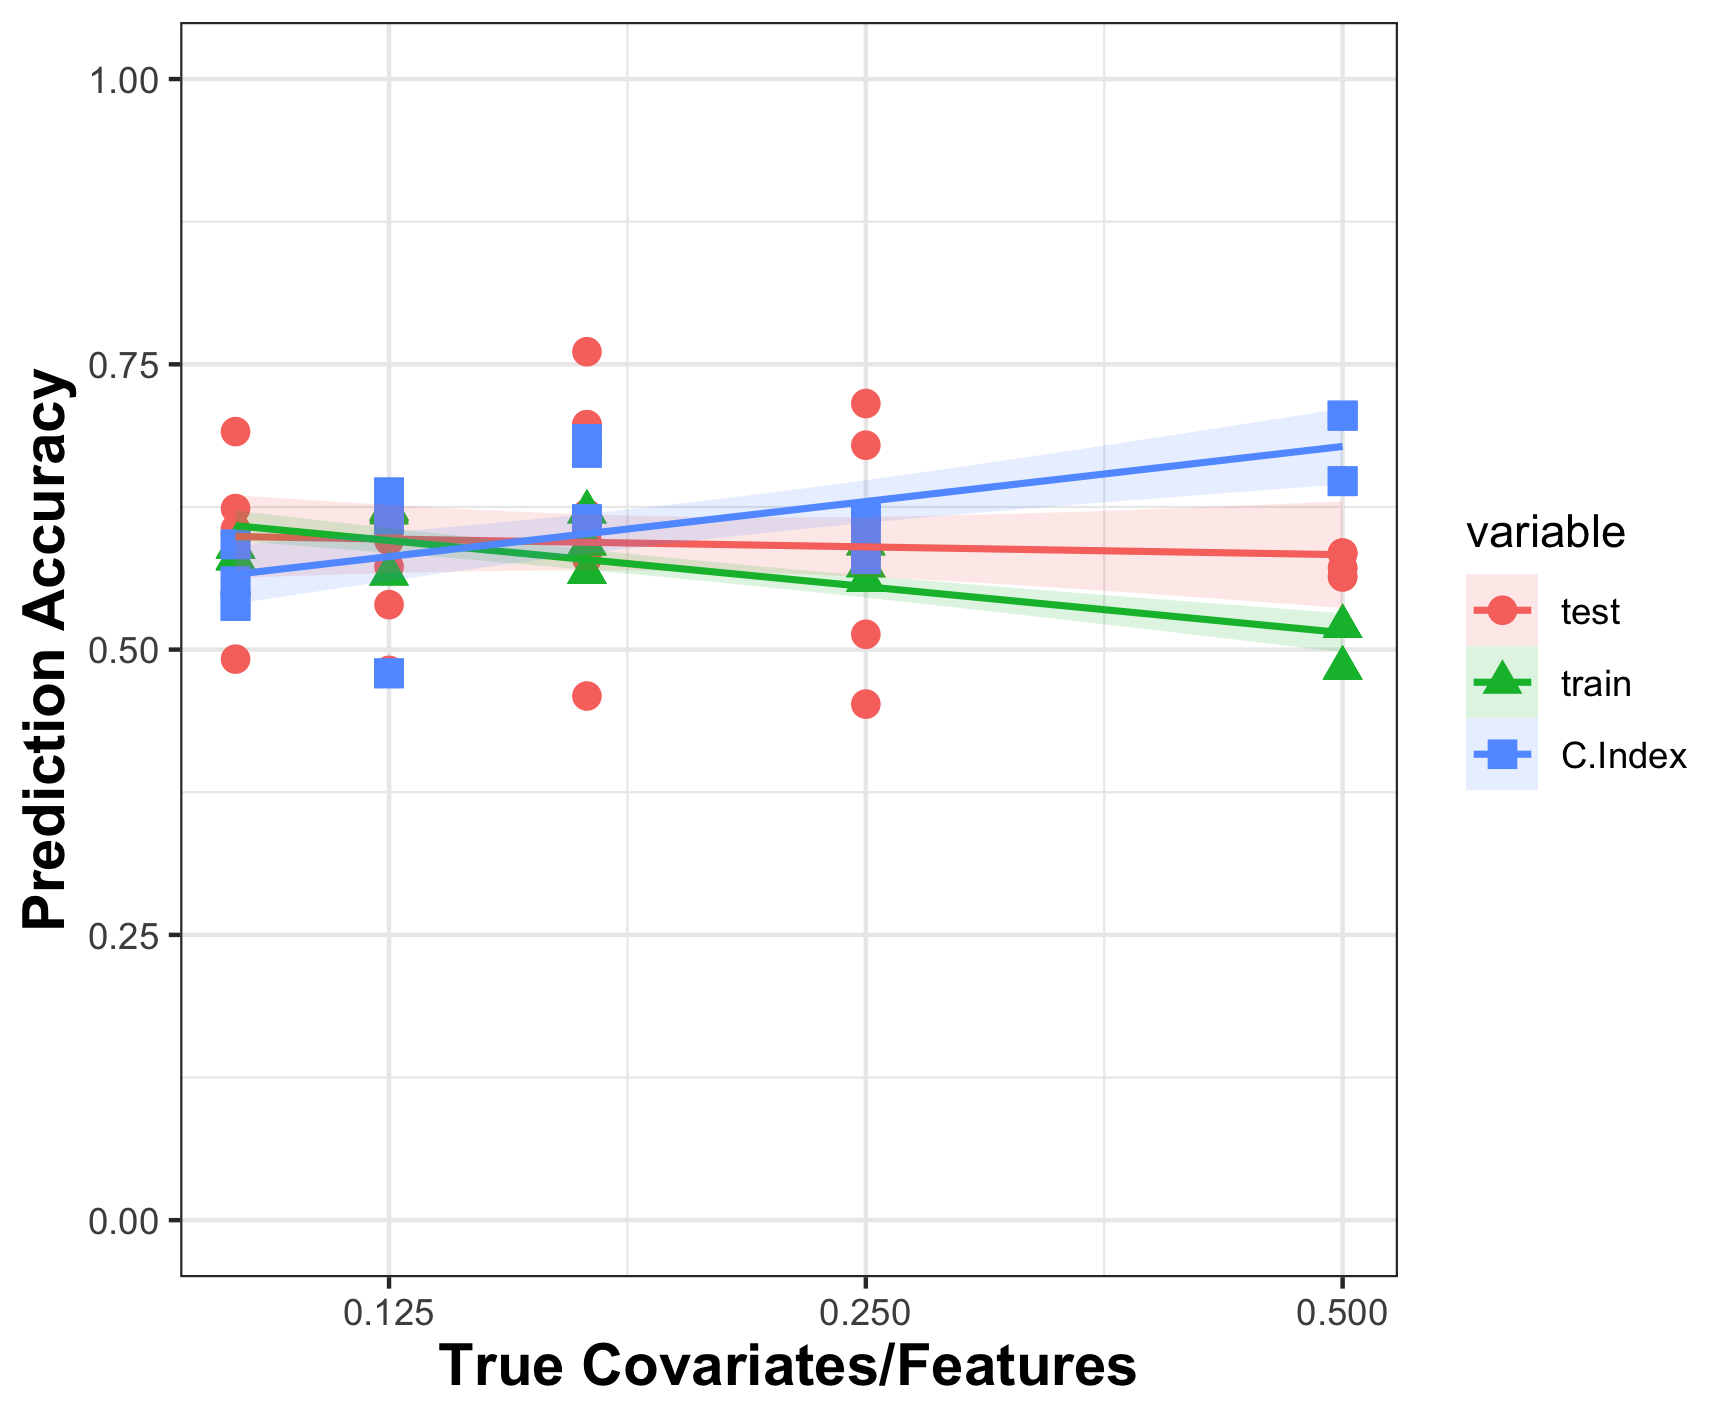 1.00
0.75
0.50
0.25
0.00
Prediction Accuracy
0.125
0.250
0.500
True Covariates/Features
variable
test
train
C.Index